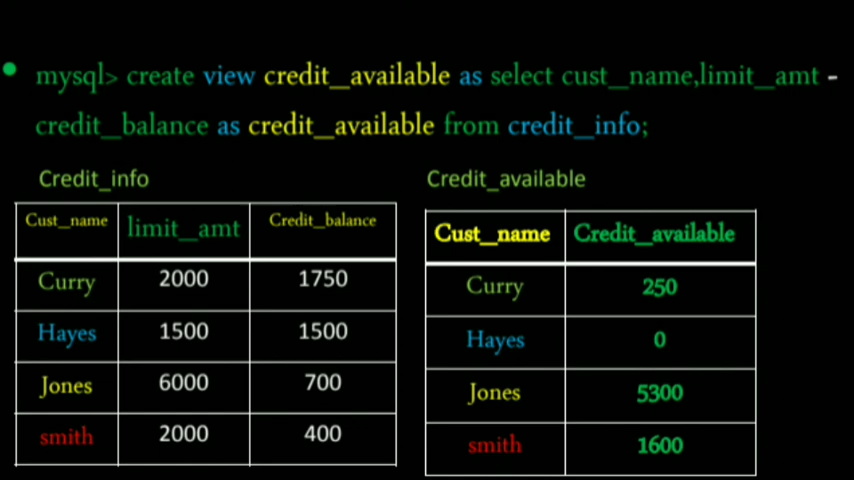 mysql> create view credit_available as select cust_name,limit_amt -
credit_balance as credit_available from credit_info;
Credit_info
Cust_name limit_amt Credit_balance
Curry 2000 1750
Hayes 1500 1500
Jones 6000 700
smith 2000 400
Credit_available
Cust_name Credit_available
Curry 250
Hayes 0
Jones 5300
smith 1600